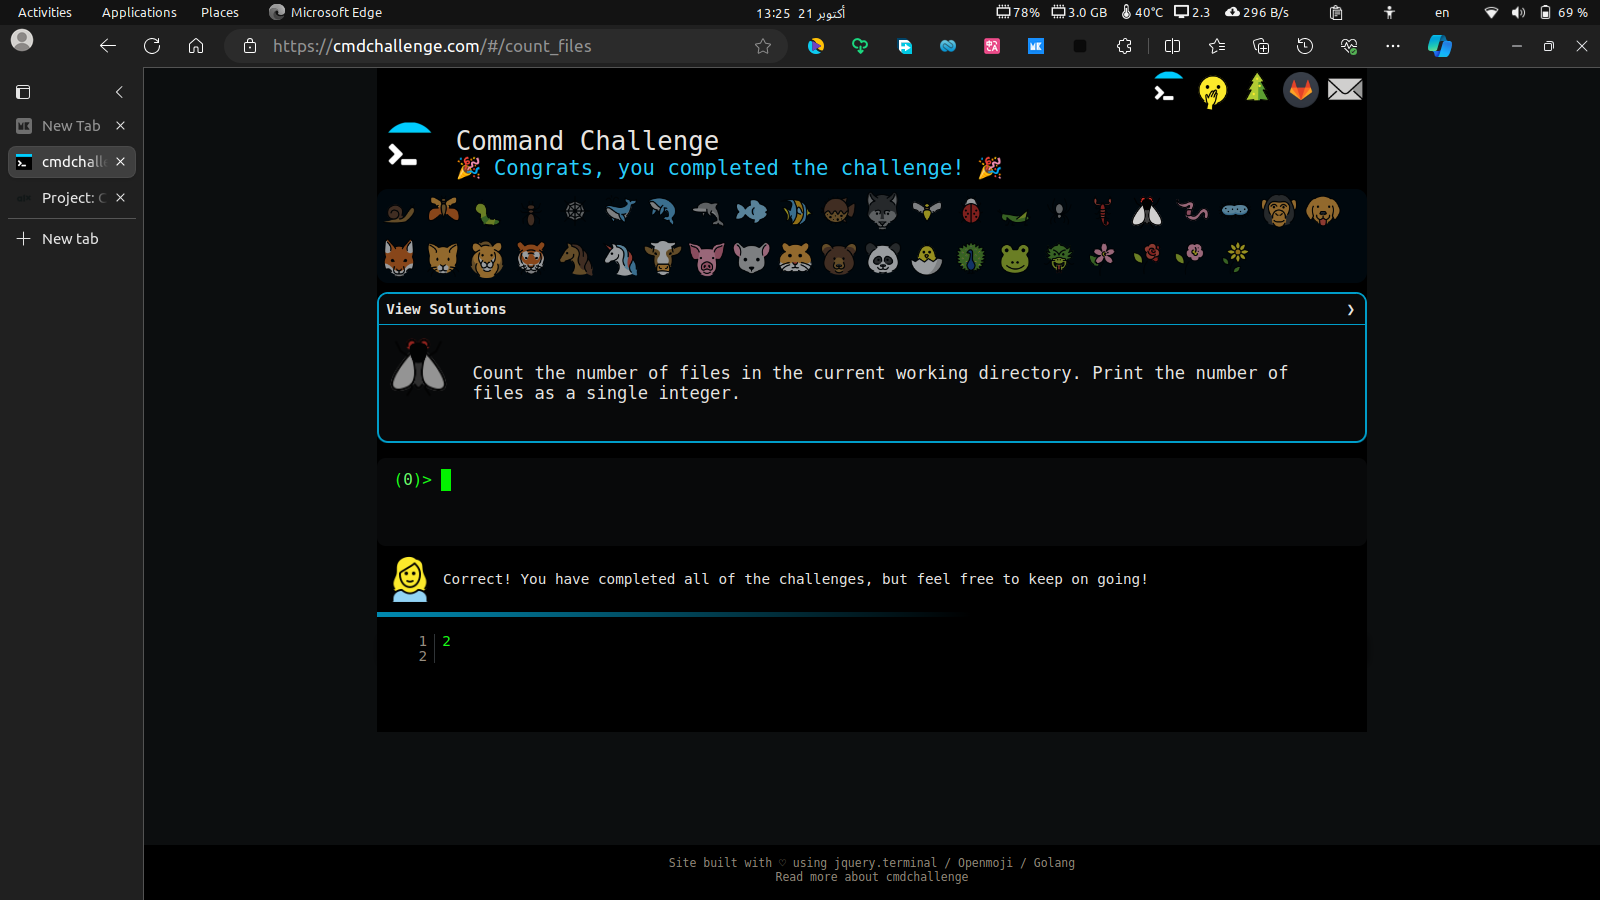 Activities Applications Places Microsoft Edge 13:25 21 أكتوبر 78% 3.0 GB 40°C 2.3 296 B/s en 69 %
https://cmdchallenge.com/#/count_files
New Tab
cmdchall
Project: C
New tab
Command Challenge
Congrats, you completed the challenge!
View Solutions
Count the number of files in the current working directory. Print the number of
files as a single integer.
(0)>
Correct! You have completed all of the challenges, but feel free to keep on going!
1 2
2
Site built with ♡ using jquery.terminal / Openmoji / Golang
Read more about cmdchallenge